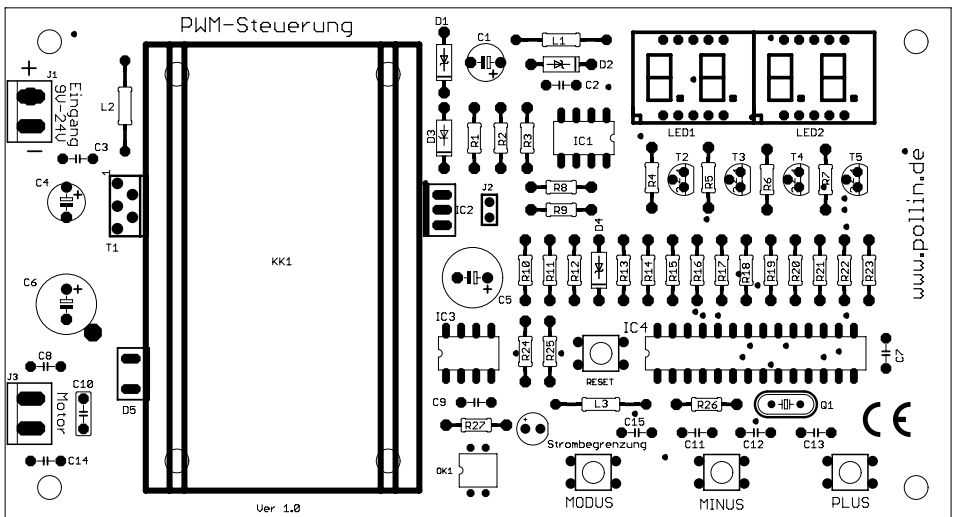 PWM-Steuerung
D1
C1
L1
D2
C2
+
J1
Eingang
9V-24V
-
L2
C3
C4
1
T1
C6
C8
J3
Motor
C10
C14
D5
KK1
Ver 1.0
D3
R1
R2
R3
IC1
LED1
LED2
IC2
J2
R8
R9
R4
T2
R5
T3
R6
T4
R7
T5
www.pollin.de
D4
R10
R11
R12
R13
R14
R15
R16
R17
R18
R19
R20
R21
R22
R23
+
C5
IC3
R24
R25
RESET
IC4
C7
C9
R27
L3
R26
Q1
CE
C15
C11
C12
C13
Strombegrenzung
OK1
MODUS
MINUS
PLUS